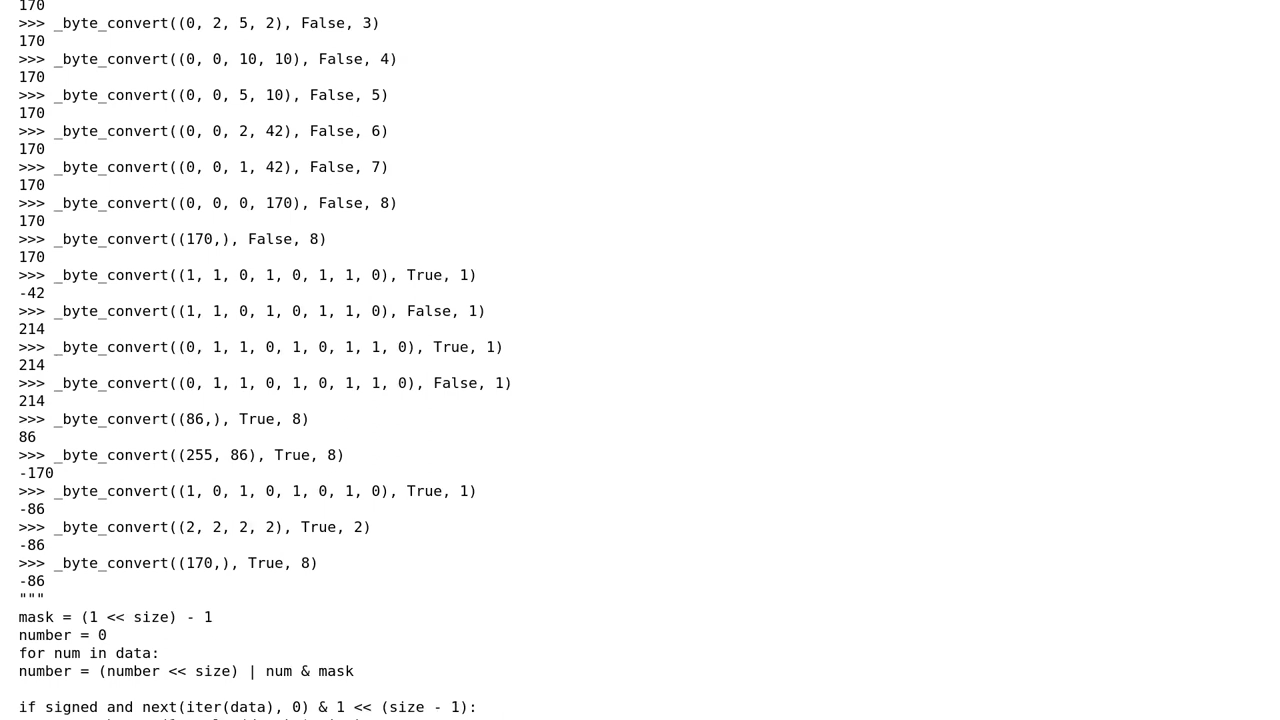 170
>>> _byte_convert((0, 2, 5, 2), False, 3)
170
>>> _byte_convert((0, 0, 10, 10), False, 4)
170
>>> _byte_convert((0, 0, 5, 10), False, 5)
170
>>> _byte_convert((0, 0, 2, 42), False, 6)
170
>>> _byte_convert((0, 0, 1, 42), False, 7)
170
>>> _byte_convert((0, 0, 0, 170), False, 8)
170
>>> _byte_convert((170,), False, 8)
170
>>> _byte_convert((1, 1, 0, 1, 0, 1, 1, 0), True, 1)
-42
>>> _byte_convert((1, 1, 0, 1, 0, 1, 1, 0), False, 1)
214
>>> _byte_convert((0, 1, 1, 0, 1, 0, 1, 1, 0), True, 1)
214
>>> _byte_convert((0, 1, 1, 0, 1, 0, 1, 1, 0), False, 1)
214
>>> _byte_convert((86,), True, 8)
86
>>> _byte_convert((255, 86), True, 8)
-170
>>> _byte_convert((1, 0, 1, 0, 1, 0, 1, 0), True, 1)
-86
>>> _byte_convert((2, 2, 2, 2), True, 2)
-86
>>> _byte_convert((170,), True, 8)
-86
"""
mask = (1 << size) - 1
number = 0
for num in data:
number = (number << size) | num & mask
if signed and next(iter(data), 0) & 1 << (size - 1):